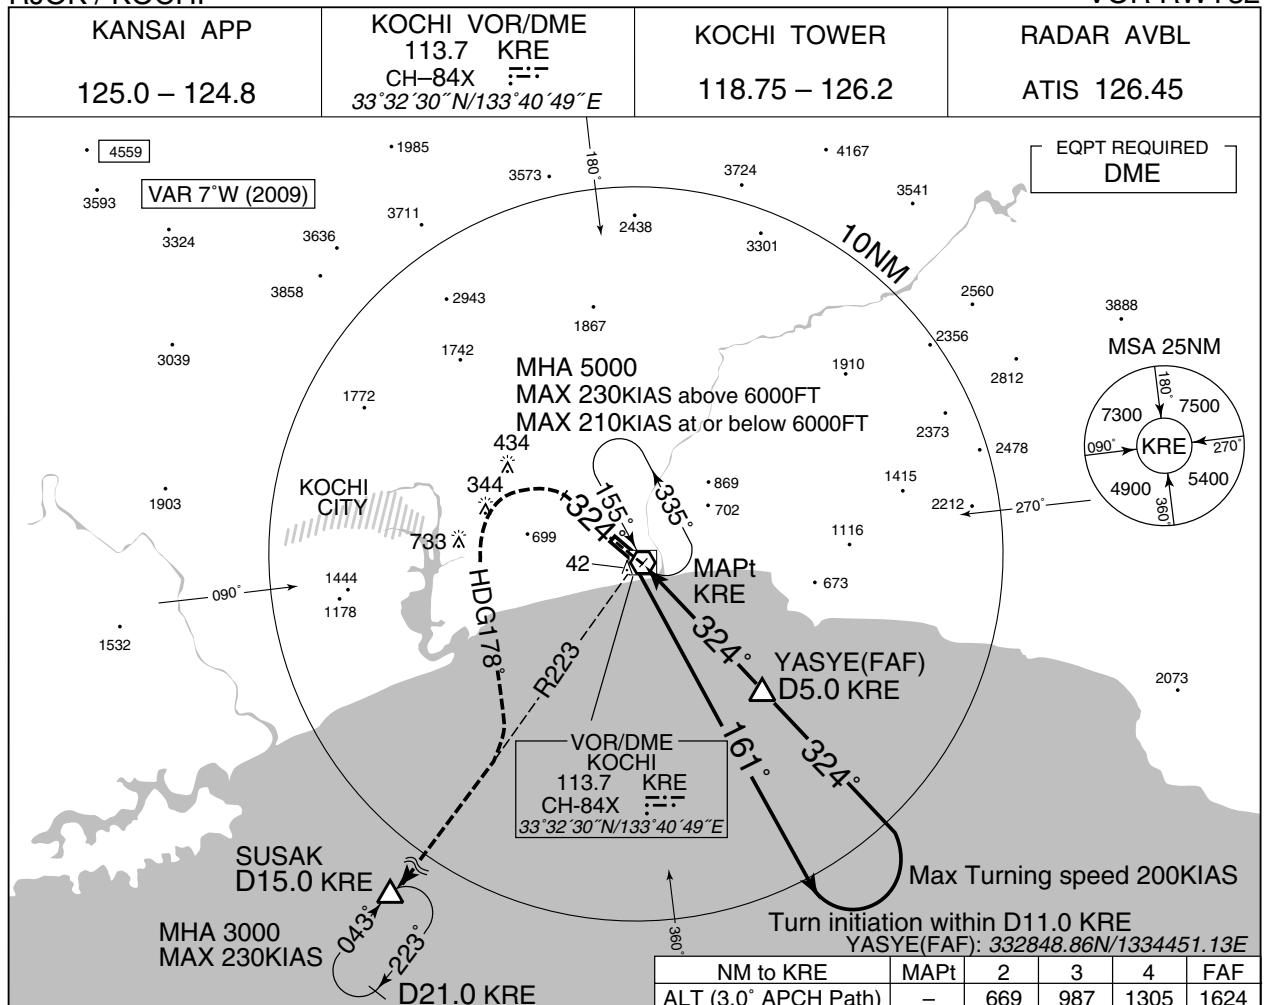 RJOK / KOCHI
VOR RWY32
KANSAI APP
125.0 – 124.8
KOCHI VOR/DME
113.7 KRE
CH–84X
33°32´30˝N/133°40´49˝E
KOCHI TOWER
118.75 – 126.2
RADAR AVBL
ATIS 126.45
4559
1985
4167
EQPT REQUIRED
DME
180°
3573
3724
3593
VAR 7°W (2009)
3541
3711
2438
3324
3636
3301
10NM
3858
2943
2560
3888
1867
2356
3039
1742
MSA 25NM
MHA 5000
MAX 230KIAS above 6000FT
MAX 210KIAS at or below 6000FT
1910
2812
1772
180°
7300
7500
2373
434
2478
090°
KRE
270°
344
KOCHI
CITY
155°
335°
869
1415
4900
5400
360°
1903
324°
702
2212
270°
733
699
1116
42
MAPt
KRE
1444
673
090°
1178
HDG178°
324°
1532
R223
YASYE(FAF)
D5.0 KRE
2073
VOR/DME
KOCHI
113.7 KRE
CH-84X
33°32´30˝N/133°40´49˝E
161°
324°
SUSAK
D15.0 KRE
Max Turning speed 200KIAS
043°
223°
MHA 3000
MAX 230KIAS
360°
Turn initiation within D11.0 KRE
YASYE(FAF): 332848.86N/1334451.13E
D21.0 KRE
NM to KRE MAPt 2 3 4 FAF
ALT (3.0° APCH Path) – 669 987 1305 1624